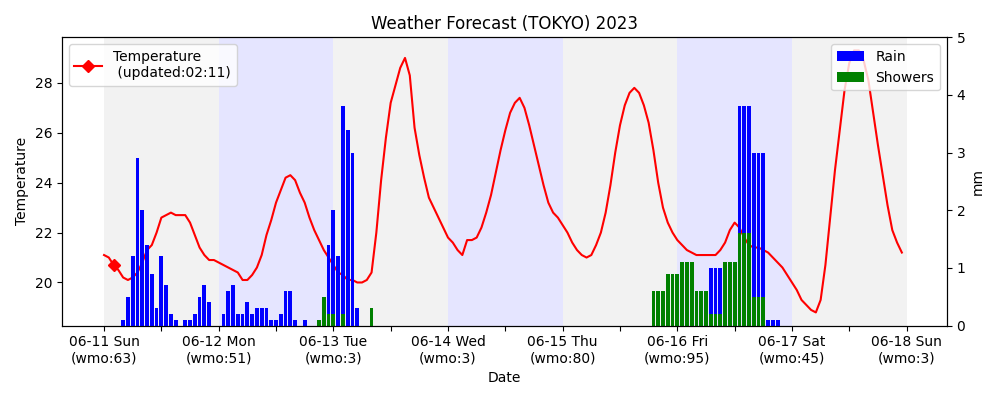 Weather Forecast (TOKYO) 2023
Temperature
(updated:02:11)
Rain
Showers
Temperature
28
26
24
22
20
5
4
3
2
1
0
mm
06-11 Sun 06-12 Mon 06-13 Tue 06-14 Wed 06-15 Thu 06-16 Fri 06-17 Sat 06-18 Sun
(wmo:63) (wmo:51) (wmo:3) (wmo:3) (wmo:80) (wmo:95) (wmo:45) (wmo:3)
Date